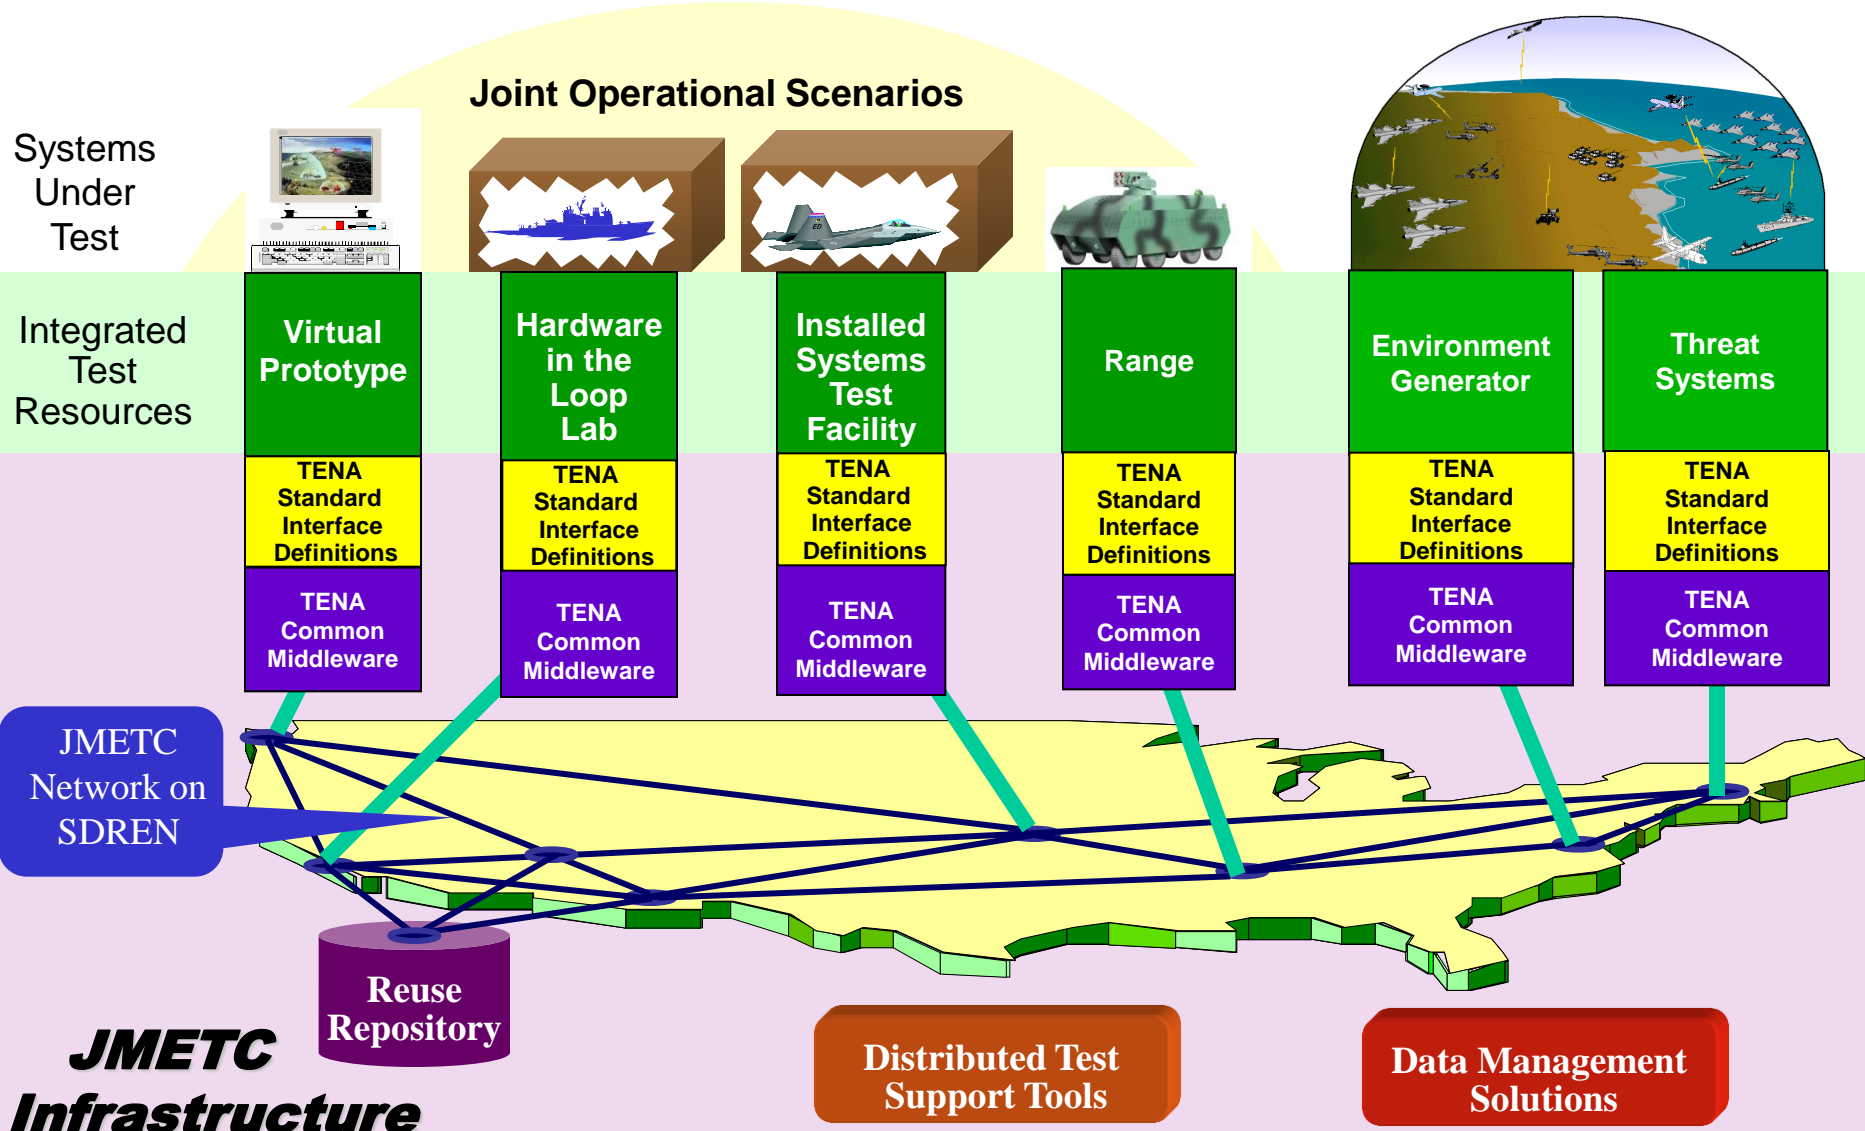 Joint Operational Scenarios
Systems
Under
Test
ED
Integrated
Test
Resources
Virtual
Prototype
Hardware
in the
Loop
Lab
Installed
Systems
Test
Facility
Range
Environment
Generator
Threat
Systems
TENA
Standard
Interface
Definitions
TENA
Standard
Interface
Definitions
TENA
Standard
Interface
Definitions
TENA
Standard
Interface
Definitions
TENA
Standard
Interface
Definitions
TENA
Standard
Interface
Definitions
TENA
Common
Middleware
TENA
Common
Middleware
TENA
Common
Middleware
TENA
Common
Middleware
TENA
Common
Middleware
TENA
Common
Middleware
JMETC
Network on
SDREN
Reuse
Repository
JMETC
Infrastructure
Distributed Test
Support Tools
Data Management
Solutions